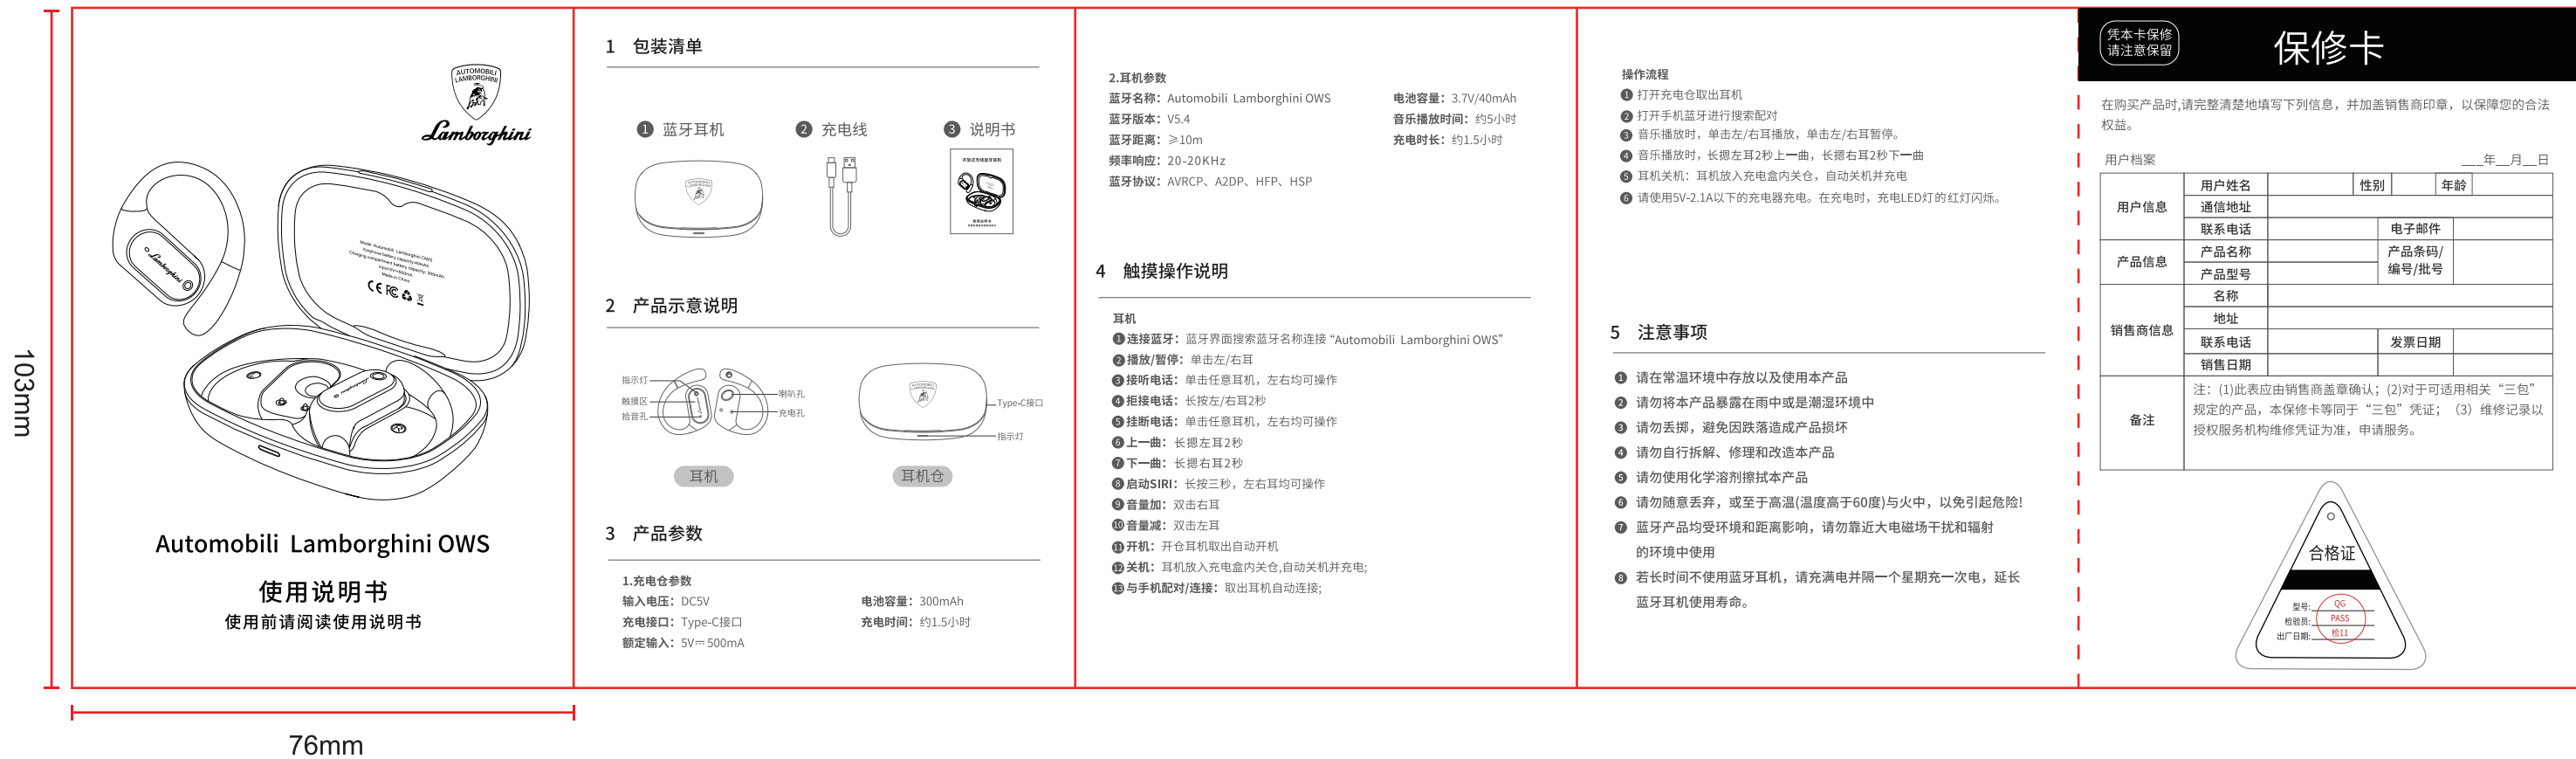 103mm
76mm
AUTOMOBILI
LAMBORGHINI
Lamborghini
Lamborghini
Model: Automobili Lamborghini OWS
Earphone battery capacity:40mAh
Charging compartment battery capacity: 300mAh
Input:5V⎓500mA
Made in China
CE FC
Automobili Lamborghini OWS
使用说明书
使用前请阅读使用说明书
1 包装清单
1 蓝牙耳机
2 充电线
3 说明书
2 产品示意说明
指示灯
触摸区
拾音孔
喇叭孔
充电孔
Type-C接口
指示灯
耳机
耳机仓
3 产品参数
1.充电仓参数
输入电压：DC5V
电池容量：300mAh
充电接口：Type-C接口
充电时间：约1.5小时
额定输入：5V⎓500mA
2.耳机参数
蓝牙名称：Automobili Lamborghini OWS
电池容量：3.7V/40mAh
蓝牙版本：V5.4
音乐播放时间：约5小时
蓝牙距离：≥10m
充电时长：约1.5小时
频率响应：20-20KHz
蓝牙协议：AVRCP、A2DP、HFP、HSP
4 触摸操作说明
耳机
1 连接蓝牙：蓝牙界面搜索蓝牙名称连接“Automobili Lamborghini OWS”
2 播放/暂停：单击左/右耳
3 接听电话：单击任意耳机，左右均可操作
4 拒接电话：长按左/右耳2秒
5 挂断电话：单击任意耳机，左右均可操作
6 上一曲：长摁左耳2秒
7 下一曲：长摁右耳2秒
8 启动SIRI：长按三秒，左右耳均可操作
9 音量加：双击右耳
10 音量减：双击左耳
11 开机：开仓耳机取出自动开机
12 关机：耳机放入充电盒内关仓,自动关机并充电;
13 与手机配对/连接：取出耳机自动连接;
操作流程
1 打开充电仓取出耳机
2 打开手机蓝牙进行搜索配对
3 音乐播放时，单击左/右耳播放，单击左/右耳暂停。
4 音乐播放时，长摁左耳2秒上一曲，长摁右耳2秒下一曲
5 耳机关机：耳机放入充电盒内关仓，自动关机并充电
6 请使用5V-2.1A以下的充电器充电。在充电时，充电LED灯的红灯闪烁。
5 注意事项
1 请在常温环境中存放以及使用本产品
2 请勿将本产品暴露在雨中或是潮湿环境中
3 请勿丢掷，避免因跌落造成产品损坏
4 请勿自行拆解、修理和改造本产品
5 请勿使用化学溶剂擦拭本产品
6 请勿随意丢弃，或至于高温(温度高于60度)与火中，以免引起危险!
7 蓝牙产品均受环境和距离影响，请勿靠近大电磁场干扰和辐射
的环境中使用
8 若长时间不使用蓝牙耳机，请充满电并隔一个星期充一次电，延长
蓝牙耳机使用寿命。
凭本卡保修
请注意保留
保修卡
在购买产品时,请完整清楚地填写下列信息，并加盖销售商印章，以保障您的合法
权益。
用户档案
___年__月__日
用户信息
用户姓名
性别
年龄
通信地址
联系电话
电子邮件
产品信息
产品名称
产品条码/
编号/批号
产品型号
销售商信息
名称
地址
联系电话
发票日期
销售日期
备注
注：(1)此表应由销售商盖章确认；(2)对于可适用相关“三包”
规定的产品，本保修卡等同于“三包”凭证；（3）维修记录以
授权服务机构维修凭证为准，申请服务。
合格证
型号:
检验员:
出厂日期:
QG
PASS
检11